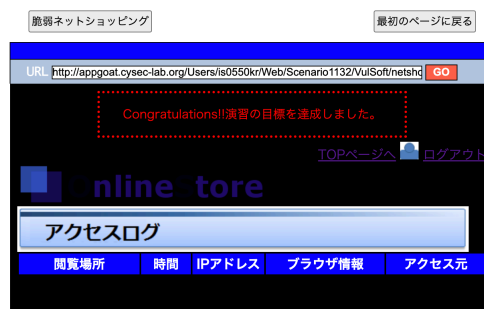 脆弱ネットショッピング
最初のページに戻る
URL http://appgoat.cysec-lab.org/Users/is0550kr/Web/Scenario1132/VulSoft/netshc GO
Congratulations!!演習の目標を達成しました。
TOPページへ ログアウト
Online Store
アクセスログ
閲覧場所 時間 IPアドレス ブラウザ情報 アクセス元